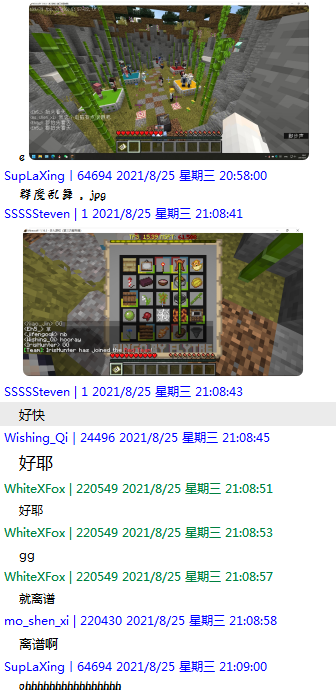 SupLaXing | 64694 2021/8/25 星期三 20:58:00
群魔乱舞.jpg
SSSSSteven | 1 2021/8/25 星期三 21:08:41
[Team] IrisHunter has joined the
SSSSSteven | 1 2021/8/25 星期三 21:08:43
好快
Wishing_Qi | 24496 2021/8/25 星期三 21:08:45
好耶
WhiteXFox | 220549 2021/8/25 星期三 21:08:51
好耶
WhiteXFox | 220549 2021/8/25 星期三 21:08:53
gg
WhiteXFox | 220549 2021/8/25 星期三 21:08:57
就离谱
mo_shen_xi | 220430 2021/8/25 星期三 21:08:58
离谱啊
SupLaXing | 64694 2021/8/25 星期三 21:09:00